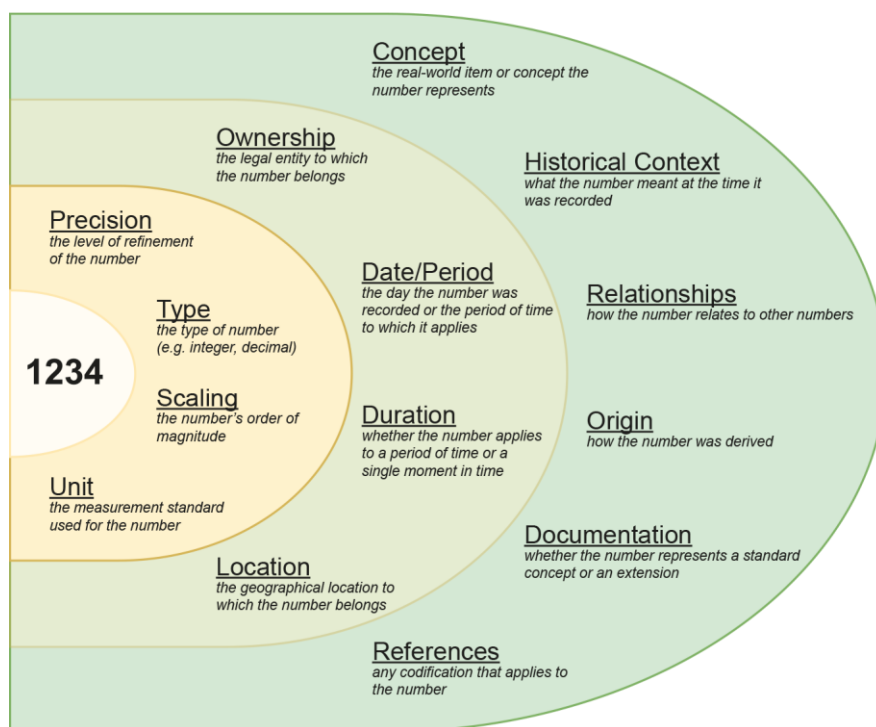 Concept
the real-world item or concept the
number represents
Ownership
the legal entity to which
the number belongs
Historical Context
what the number meant at the time it
was recorded
Precision
the level of refinement
of the number
Date/Period
the day the number was
recorded or the period of time
to which it applies
Relationships
how the number relates to other numbers
Type
the type of number
(e.g. integer, decimal)
1234
Scaling
the number's order of
magnitude
Duration
whether the number applies
to a period of time or a
single moment in time
Origin
how the number was derived
Unit
the measurement standard
used for the number
Documentation
whether the number represents a standard
concept or an extension
Location
the geographical location to
which the number belongs
References
any codification that applies to
the number